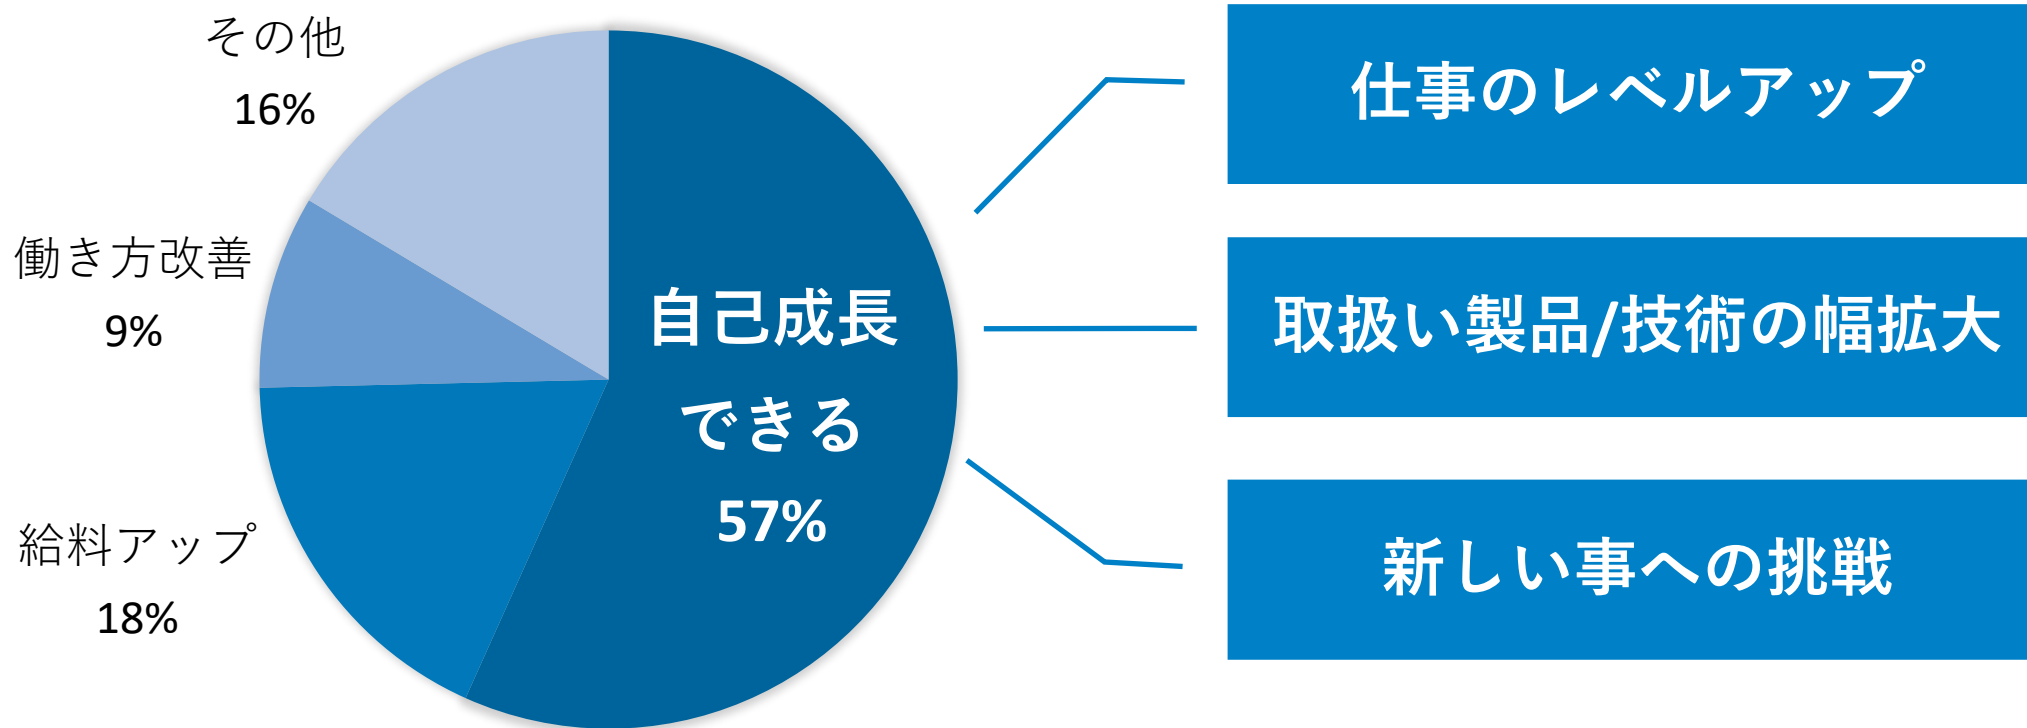 その他
16%
働き方改善
9%
給料アップ
18%
自己成長
できる
57%
仕事のレベルアップ
取扱い製品/技術の幅拡大
新しい事への挑戦